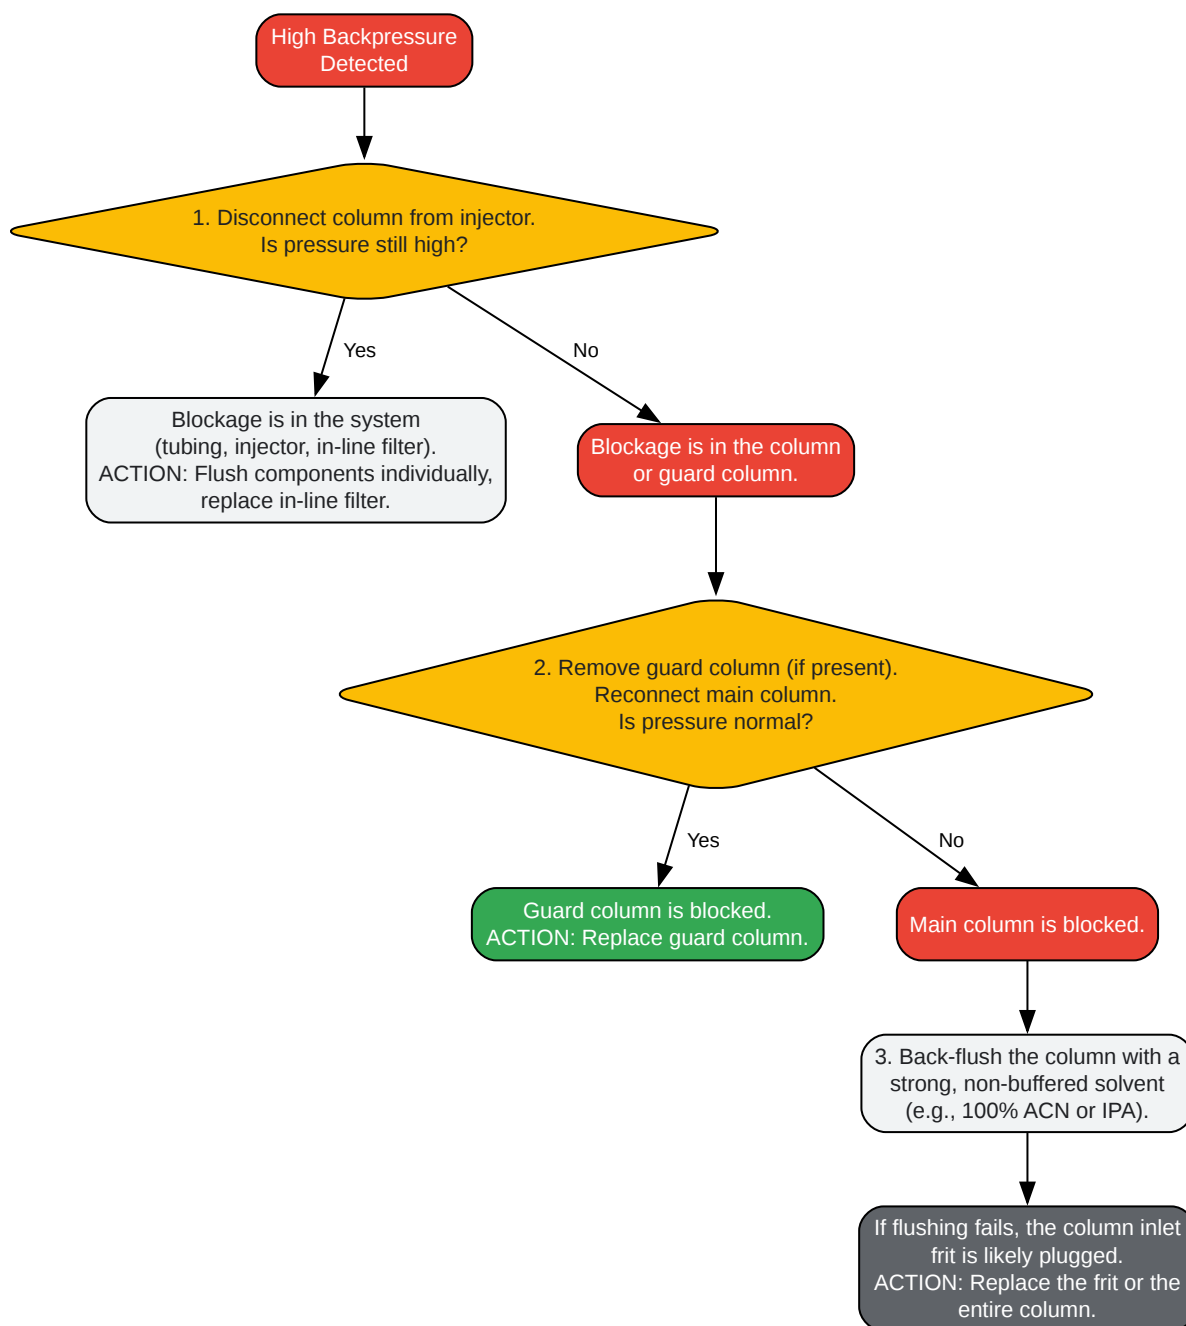 High Backpressure
Detected
1. Disconnect column from injector.
Is pressure still high?
Yes
No
Blockage is in the system
(tubing, injector, in-line filter).
ACTION: Flush components individually,
replace in-line filter.
Blockage is in the column
or guard column.
2. Remove guard column (if present).
Reconnect main column.
Is pressure normal?
Yes
No
Guard column is blocked.
ACTION: Replace guard column.
Main column is blocked.
3. Back-flush the column with a
strong, non-buffered solvent
(e.g., 100% ACN or IPA).
If flushing fails, the column inlet
frit is likely plugged.
ACTION: Replace the frit or the
entire column.